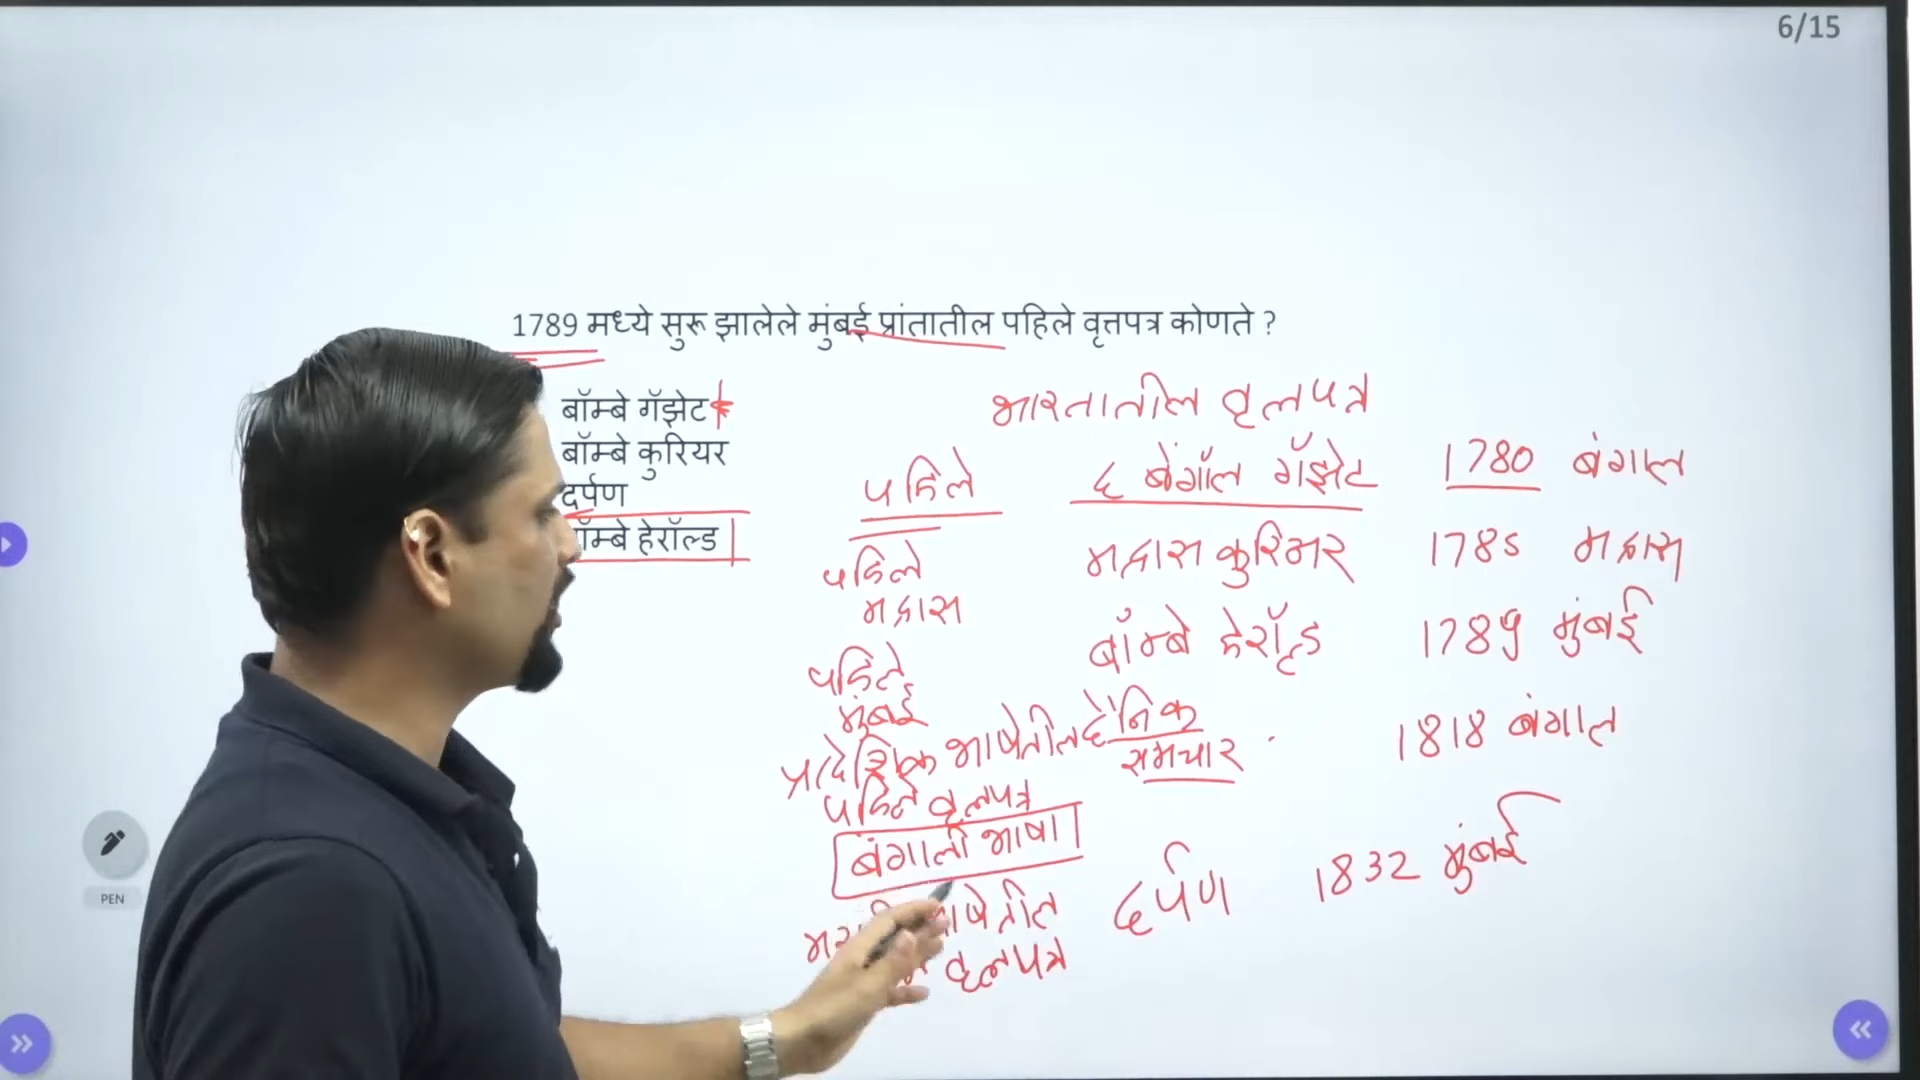 6/15
1789 मध्ये सुरू झालेले मुंबई प्रांतातील पहिले वृत्तपत्र कोणते ?
बॉम्बे गॅझेट
बॉम्बे कुरियर
दर्पण
बॉम्बे हेरॉल्ड
भारतातील वृत्तपत्र
पहिले द बेंगॉल गॅझेट 1780 बंगाल
पहिले मद्रास मद्रास कुरिअर 1785 मद्रास
पहिले मुंबई बॉम्बे हेरॉल्ड 1789 मुंबई
प्रादेशिक भाषेतील दैनिक समाचार 1818 बंगाल
पहिले वृत्तपत्र
बंगाली भाषा
भाषेतील दर्पण 1832 मुंबई
वृत्तपत्र
PEN